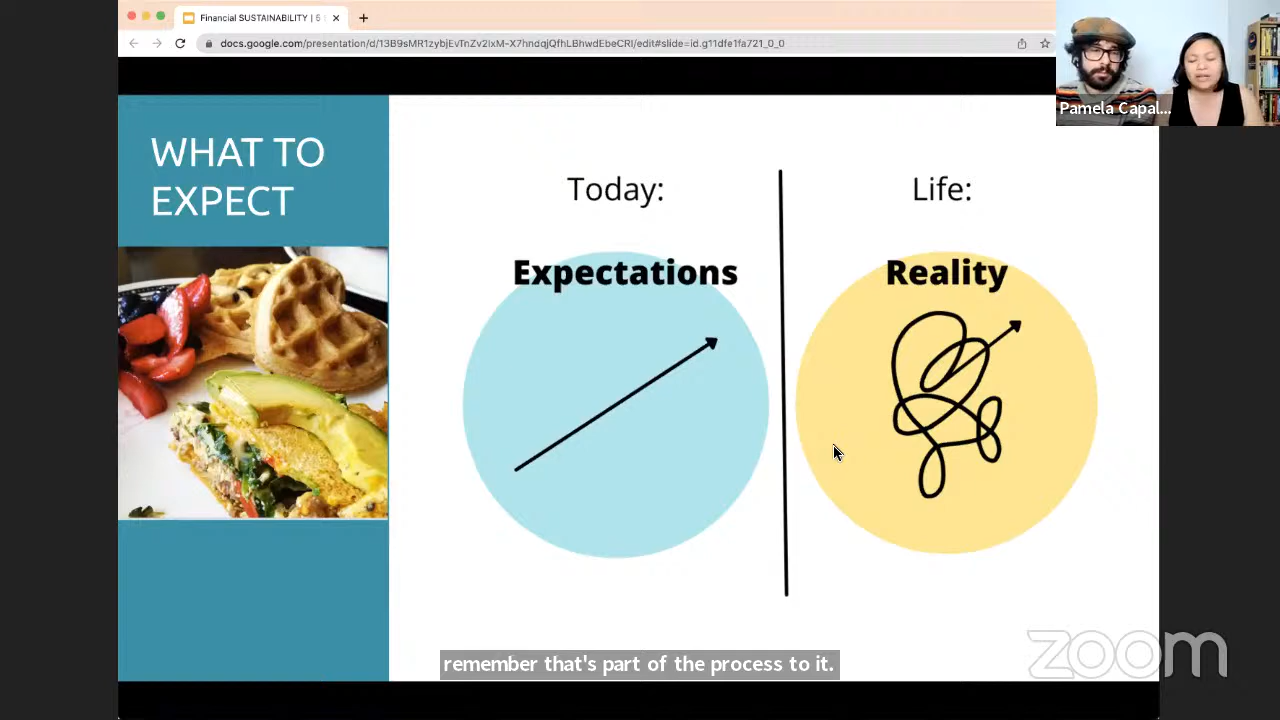 Financial SUSTAINABILITY | 5
docs.google.com/presentation/d/13B9sMR1zybjEvTnZv2IxM-X7hndqjQfhLBhwdEbeCRI/edit#slide=id.g11dfe1fa721_0_0
Pamela Capal...
WHAT TO
EXPECT
Today:
Expectations
Life:
Reality
remember that's part of the process to it.
zoom